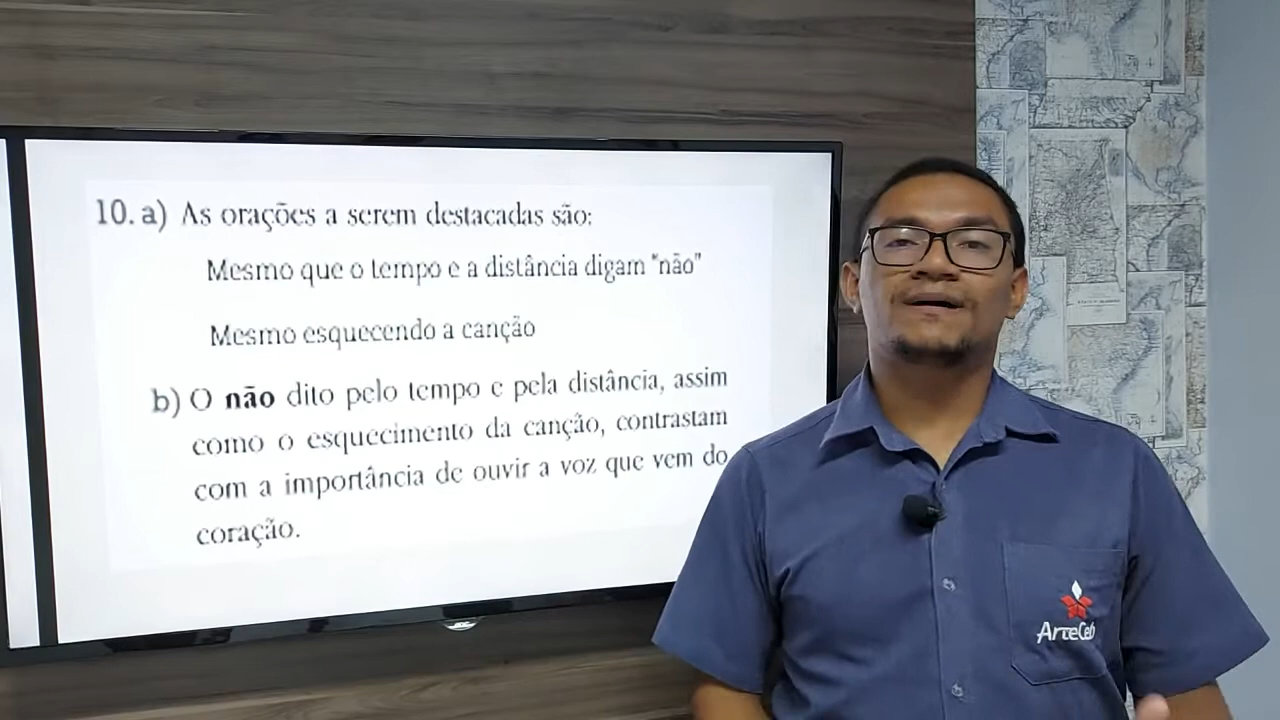 10. a) As orações a serem destacadas são:
Mesmo que o tempo e a distância digam "não"
Mesmo esquecendo a canção
b) O não dito pelo tempo e pela distância, assim
como o esquecimento da canção, contrastam
com a importância de ouvir a voz que vem do
coração.
ArteCeb